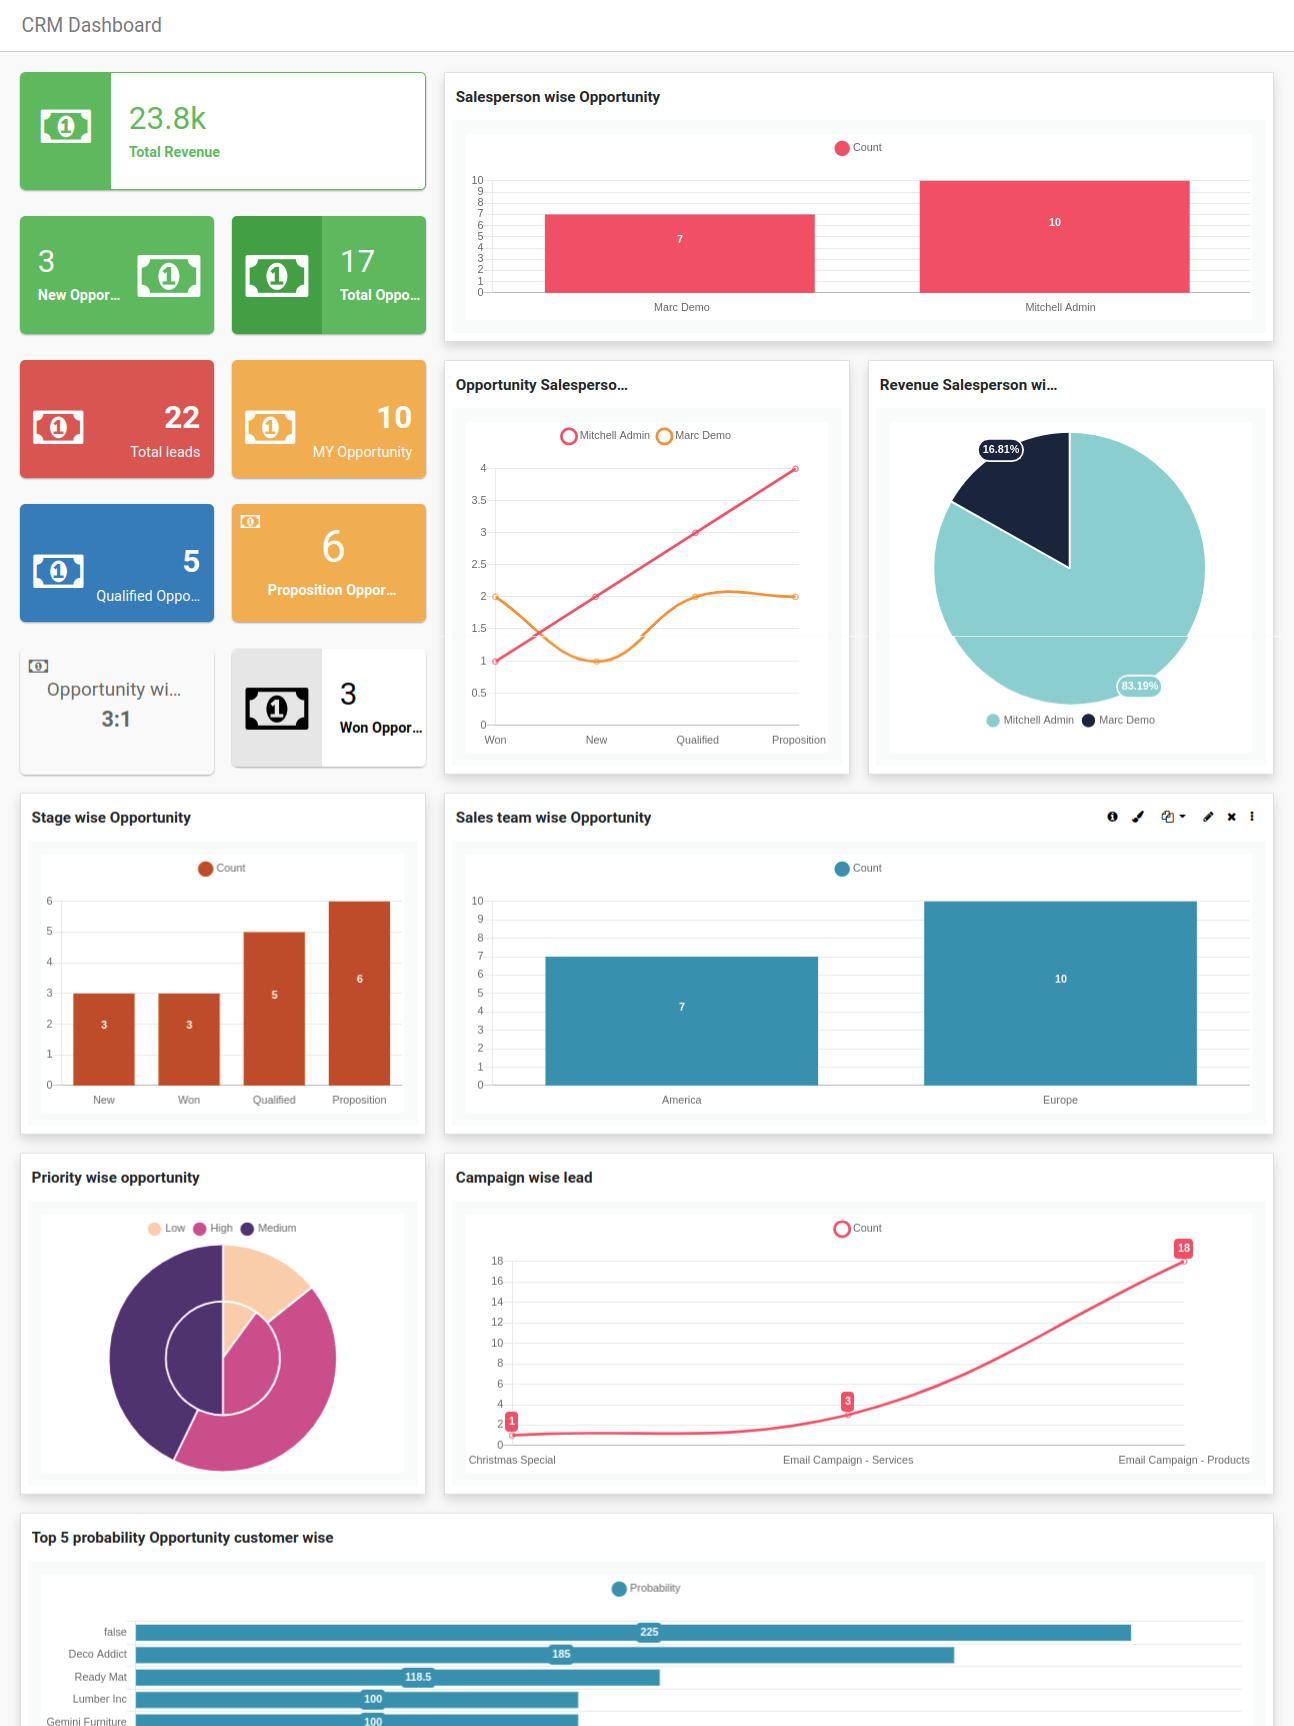 CRM Dashboard
23.8k
Total Revenue
3
New Oppor...
17
Total Oppo...
22
Total leads
10
MY Opportunity
5
Qualified Oppo...
6
Proposition Oppor...
Opportunity wi...
3:1
3
Won Oppor...
Salesperson wise Opportunity
Count
10
9
8
7
6
5
4
3
2
1
0
7
10
Marc Demo
Mitchell Admin
Opportunity Salesperso...
Mitchell Admin Marc Demo
4
3.5
3
2.5
2
1.5
1
0.5
0
Won New Qualified Proposition
Revenue Salesperson wi...
16.81%
83.19%
Mitchell Admin Marc Demo
Stage wise Opportunity
Count
6
5
4
3
2
1
0
3
3
5
6
New Won Qualified Proposition
Sales team wise Opportunity
Count
10
9
8
7
6
5
4
3
2
1
0
7
10
America Europe
Priority wise opportunity
Low High Medium
Campaign wise lead
Count
18
16
14
12
10
8
6
4
2
0
1
3
18
Christmas Special Email Campaign - Services Email Campaign - Products
Top 5 probability Opportunity customer wise
Probability
false 225
Deco Addict 185
Ready Mat 118.5
Lumber Inc 100
Gemini Furniture 100